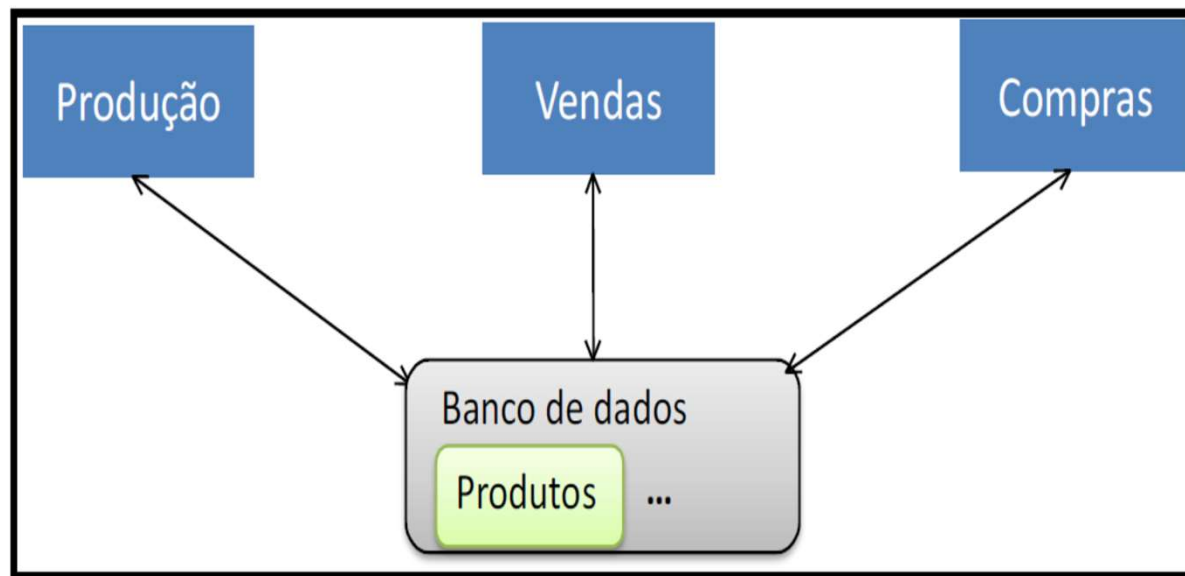 Produção
Vendas
Compras
Banco de dados
Produtos ...